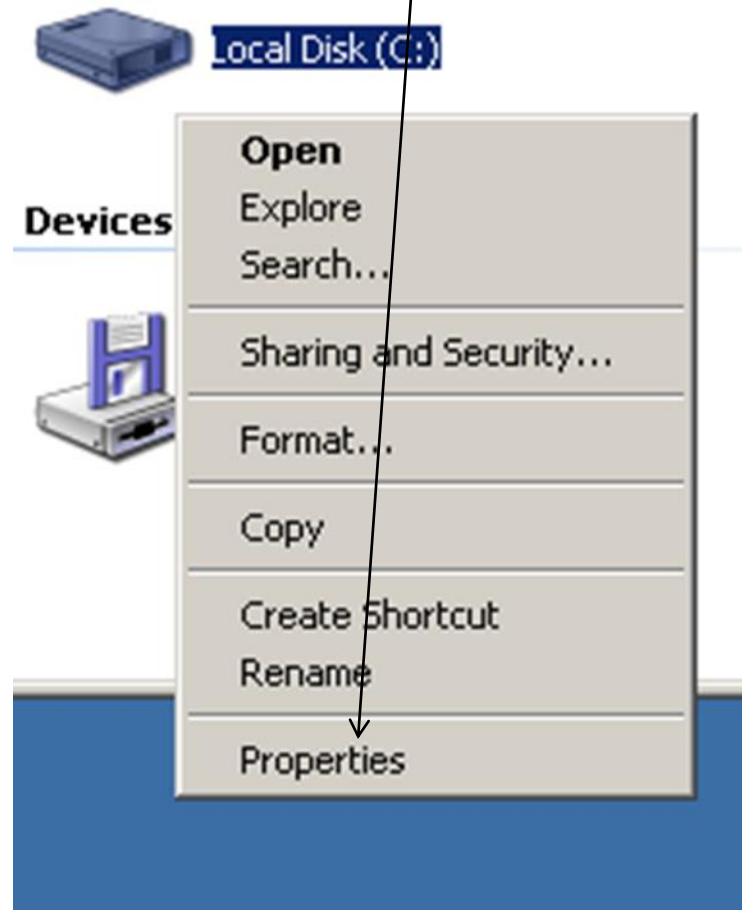 Local Disk (C:)
Open
Explore
Devices
Search...
Sharing and Security...
Format...
Copy
Create Shortcut
Rename
Properties